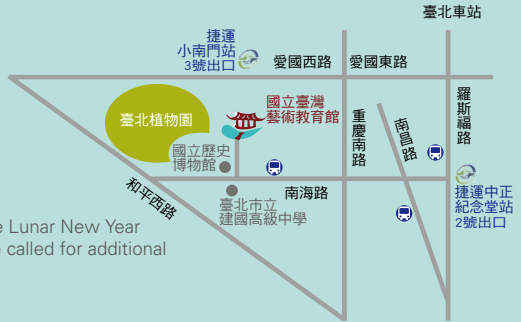 臺北車站
捷運
小南門站
3號出口
愛國西路
愛國東路
國立臺灣
藝術教育館
臺北植物園
重慶南路
南昌路
羅斯福路
國立歷史
博物館
和平西路
南海路
臺北市立
建國高級中學
捷運中正
紀念堂站
2號出口
e Lunar New Year
e called for additional